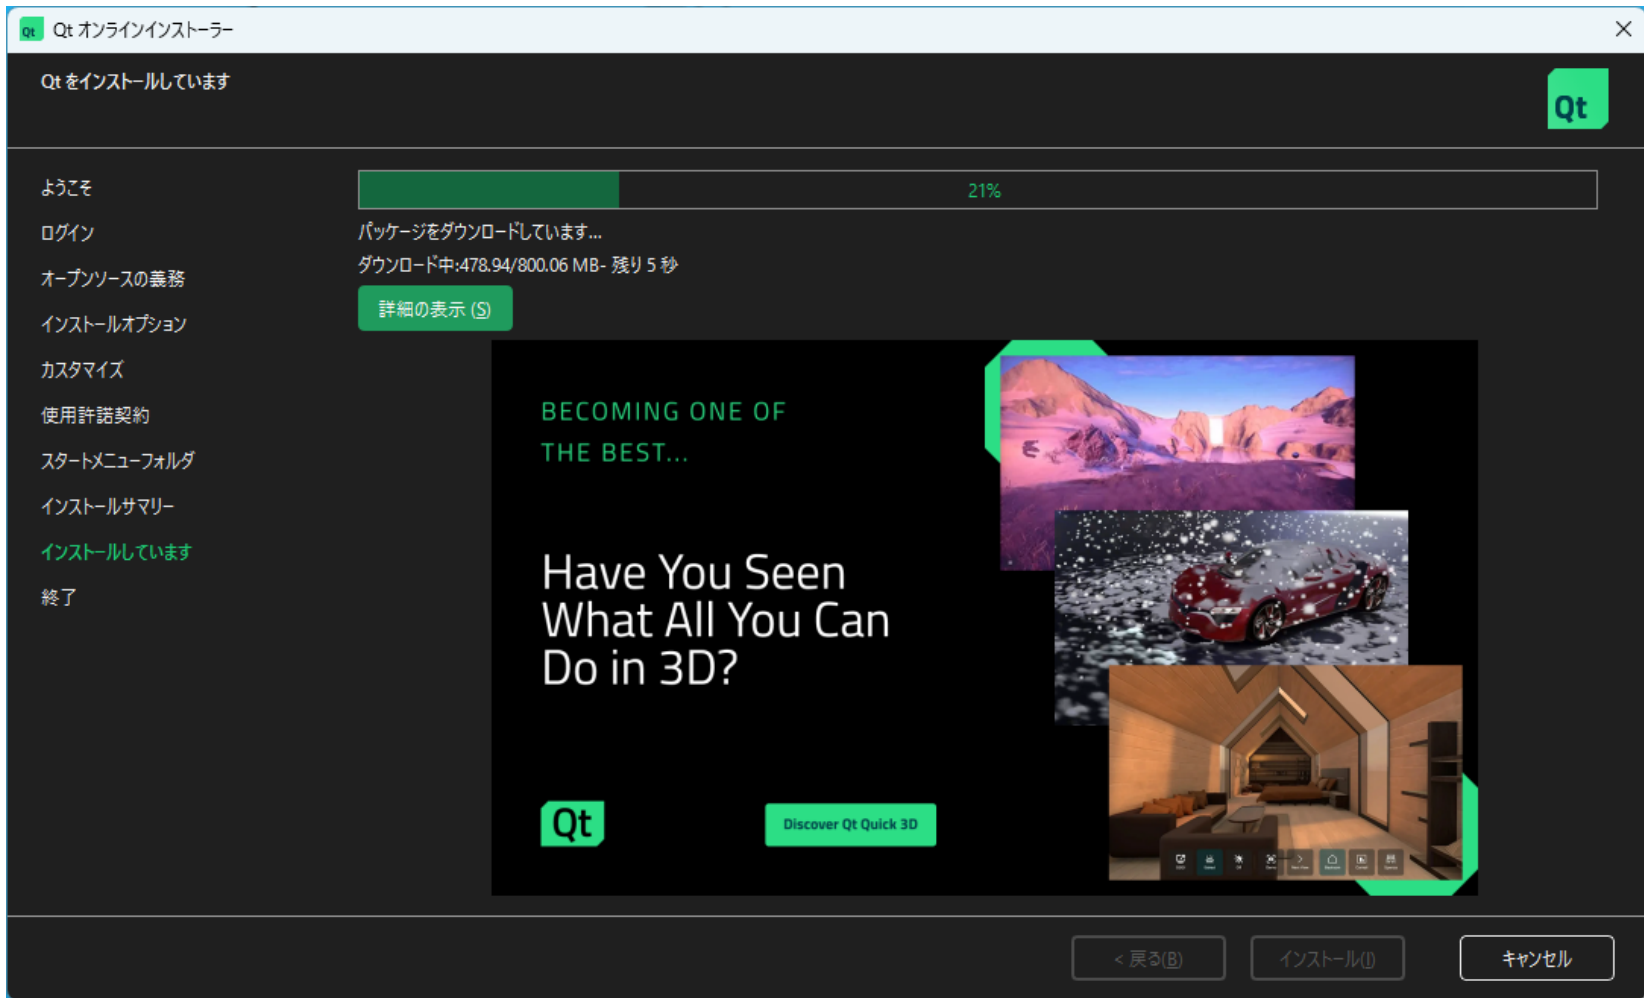 Qt Qt オンラインインストーラー
Qt をインストールしています
Qt
ようこそ
ログイン
オープンソースの義務
インストールオプション
カスタマイズ
使用許諾契約
スタートメニューフォルダ
インストールサマリー
インストールしています
終了
21%
パッケージをダウンロードしています...
ダウンロード中:478.94/800.06 MB- 残り 5 秒
詳細の表示 (S)
BECOMING ONE OF
THE BEST...
Have You Seen
What All You Can
Do in 3D?
Qt
Discover Qt Quick 3D
< 戻る(B)
インストール(I)
キャンセル